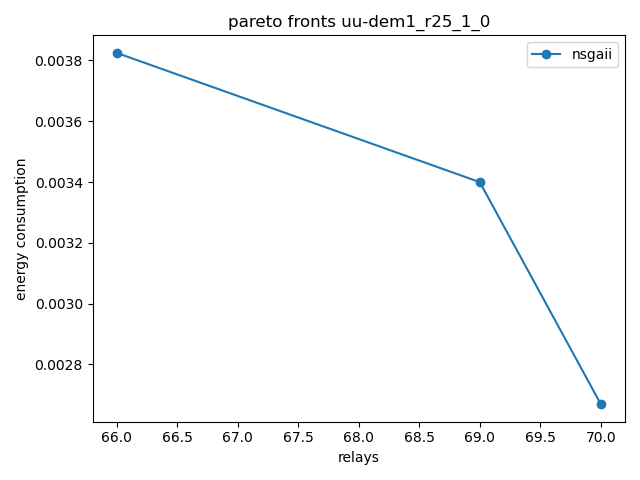 pareto fronts uu-dem1_r25_1_0
nsgaii
0.0038
0.0036
0.0034
0.0032
0.0030
0.0028
energy consumption
66.0 66.5 67.0 67.5 68.0 68.5 69.0 69.5 70.0
relays